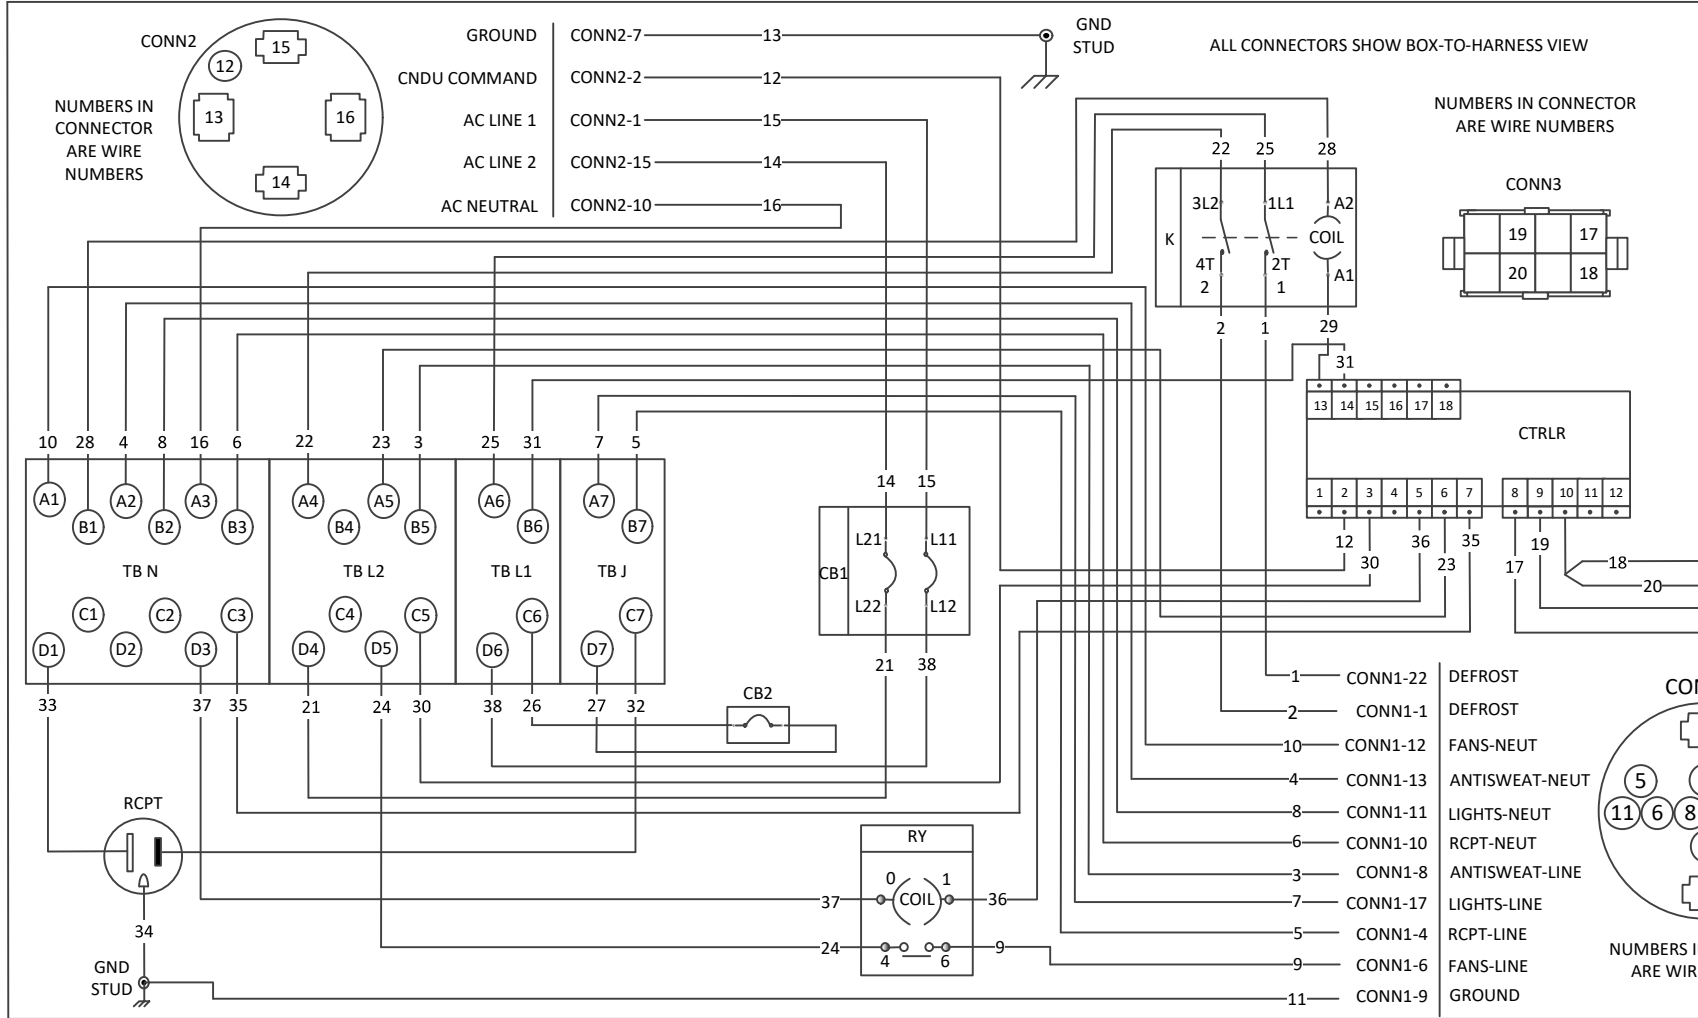 CONN2
15
12
13
16
14
NUMBERS IN
CONNECTOR
ARE WIRE
NUMBERS
GROUND CONN2-7 13
CNDU COMMAND CONN2-2 12
AC LINE 1 CONN2-1 15
AC LINE 2 CONN2-15 14
AC NEUTRAL CONN2-10 16
GND
STUD
ALL CONNECTORS SHOW BOX-TO-HARNESS VIEW
NUMBERS IN CONNECTOR
ARE WIRE NUMBERS
CONN3
19 17
20 18
22 25 28
3L2 1L1 A2
K COIL
4T 2T A1
2 1
2 1 29
31
13 14 15 16 17 18
CTRLR
1 2 3 4 5 6 7 8 9 10 11 12
12 36 35 19
30 23 17
18
20
10 28 4 8 16 6 22 23 3 25 31 7 5
A1 A2 A3 A4 A5 A6 A7
B1 B2 B3 B4 B5 B6 B7
TB N TB L2 TB L1 TB J
C1 C2 C3 C4 C5 C6 C7
D1 D2 D3 D4 D5 D6 D7
33 37 35 21 24 30 38 26 27 32
14 15
L21 L11
CB1
L22 L12
21 38
CB2
RCPT
34
GND
STUD
RY
0 1
37 COIL 36
24 9
4 6
1 CONN1-22 DEFROST
2 CONN1-1 DEFROST
10 CONN1-12 FANS-NEUT
4 CONN1-13 ANTISWEAT-NEUT
8 CONN1-11 LIGHTS-NEUT
6 CONN1-10 RCPT-NEUT
3 CONN1-8 ANTISWEAT-LINE
7 CONN1-17 LIGHTS-LINE
5 CONN1-4 RCPT-LINE
9 CONN1-6 FANS-LINE
11 CONN1-9 GROUND
5
11 6 8
NUMBERS
ARE